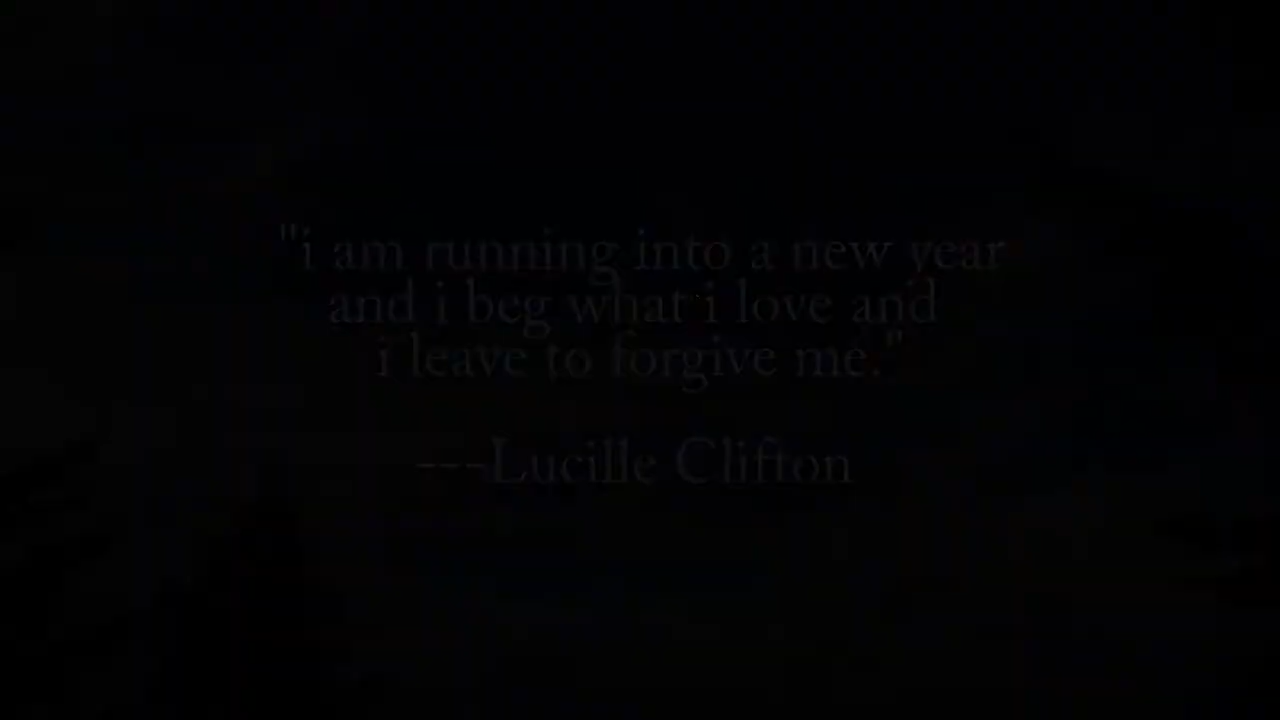 "i am running into a new year
and i beg what i love and
i leave to forgive me."
---Lucille Clifton